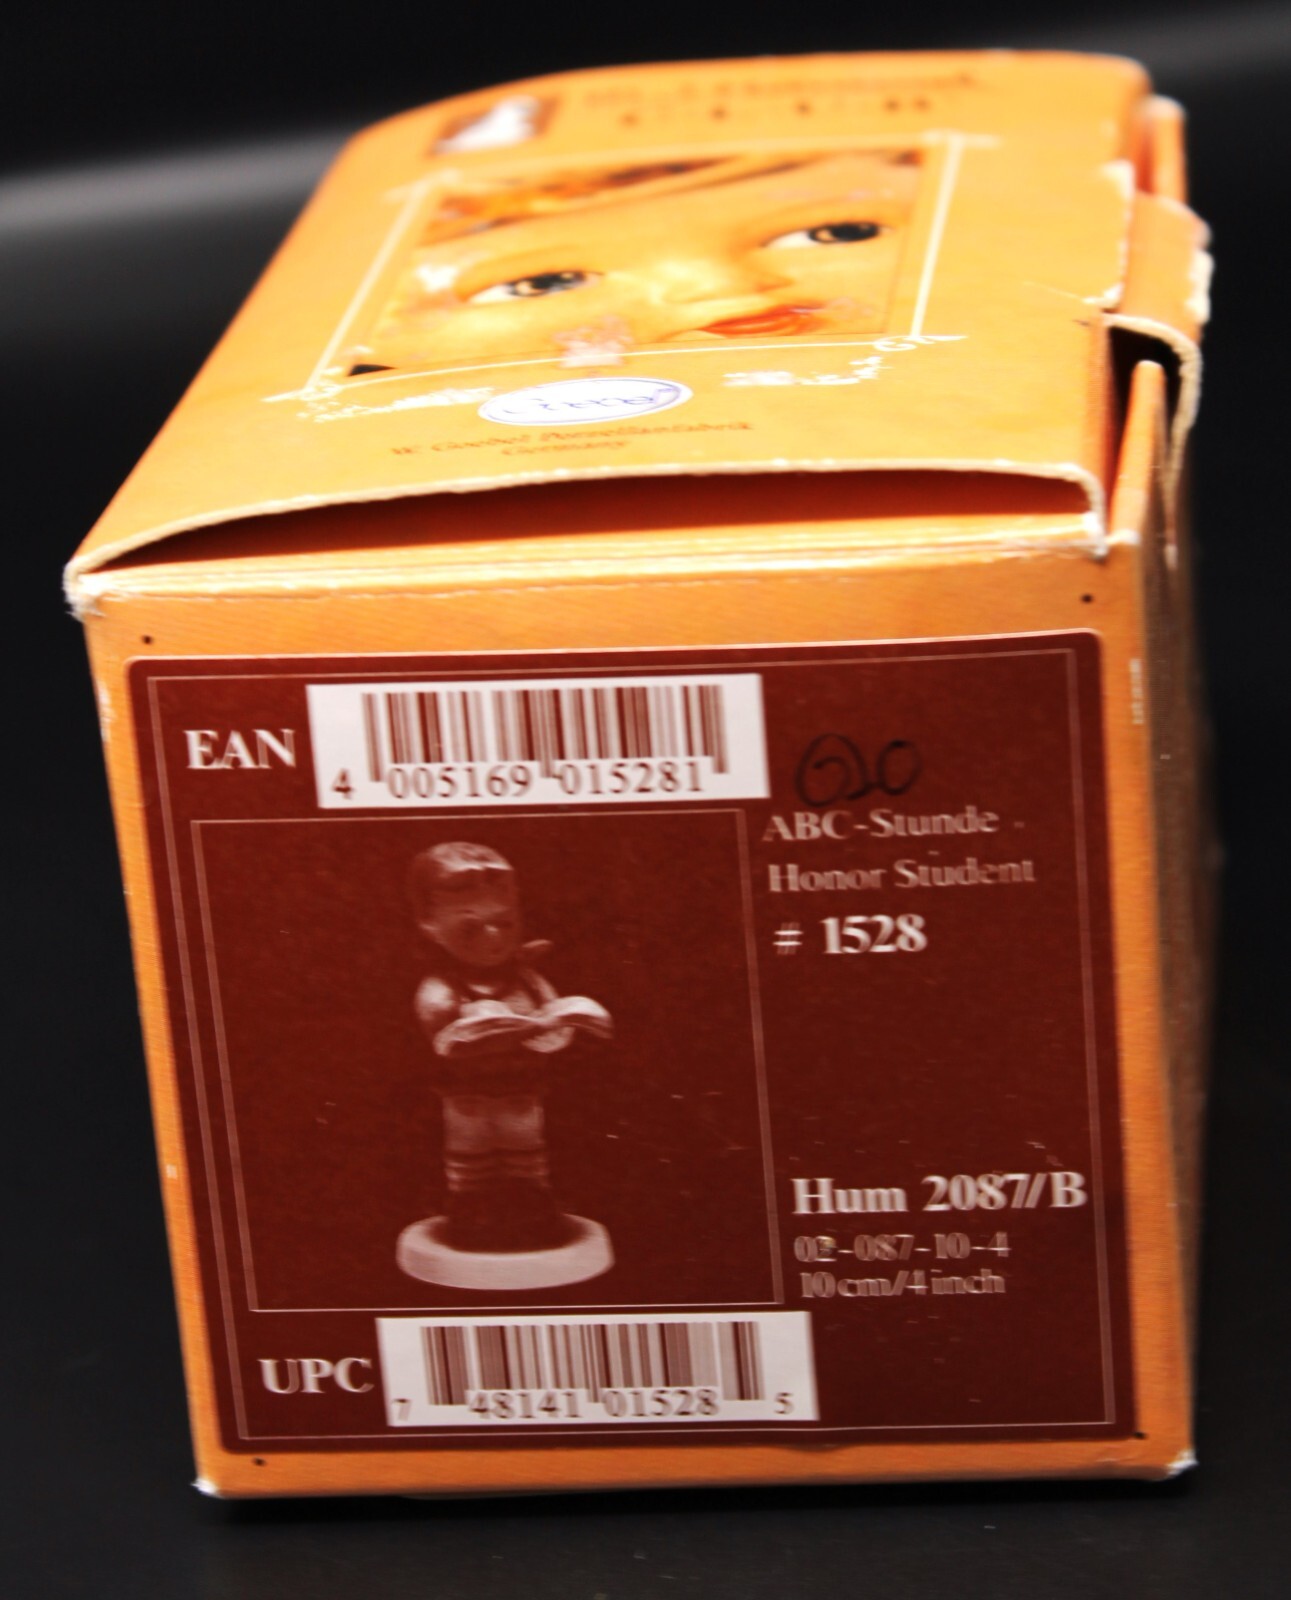 EAN
4 005169 015281
ABC-Stunde
Honor Student
# 1528
Hum 2087/B
02-087-10-4
10cm/4inch
UPC
7 48141 01528 5